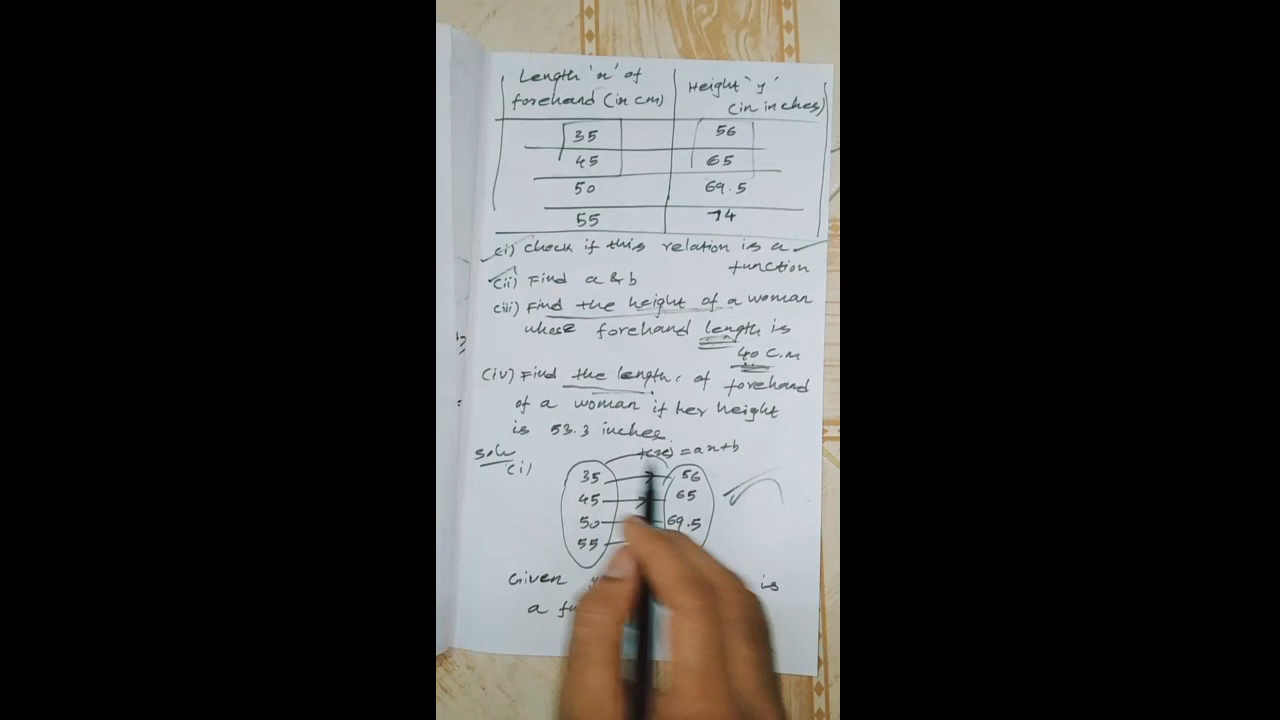 Length 'x' of
forehand (in cm)
Height 'y'
(in inches)
35 56
45 65
50 69.5
55 74
(i) check if this relation is a
function
(ii) Find a & b
(iii) Find the height of a woman
whose forehand length is
40 C.M
(iv) Find the length of forehand
of a woman if her height
is 53.3 inches.
f(x) = ax+b
Soln
(i)
35 56
45 65
50 69.5
55
Given is
a